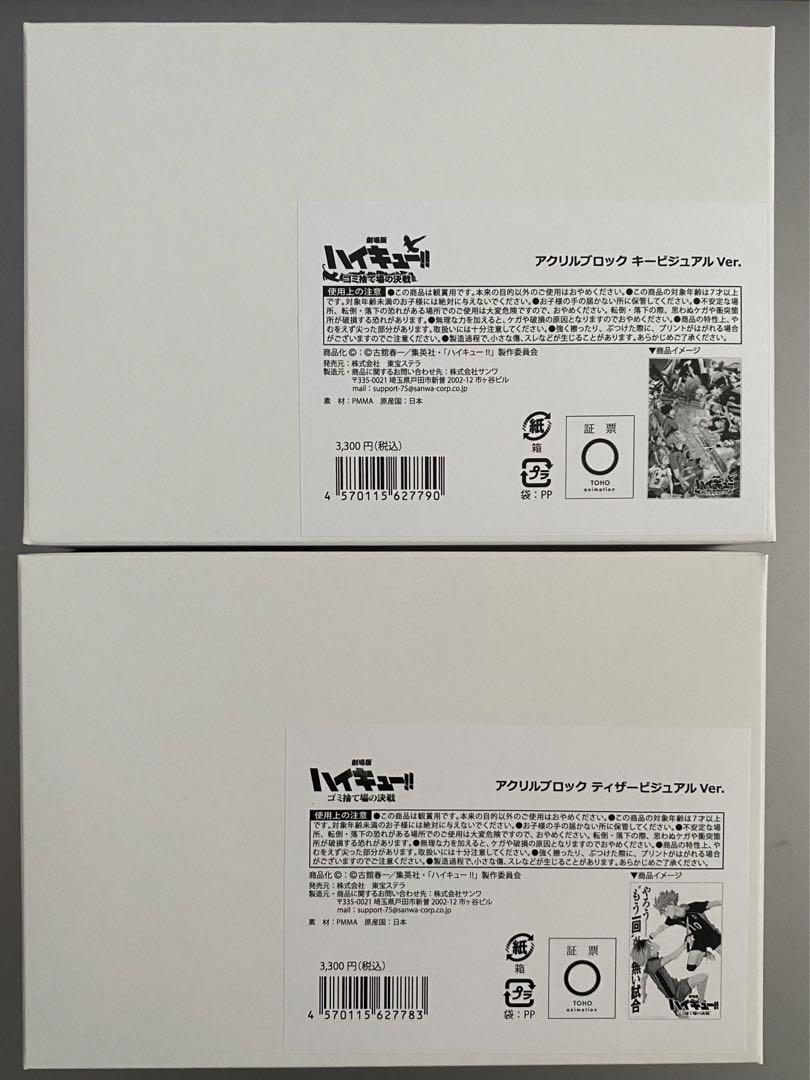 劇場版
ハイキュー!!
ゴミ捨て場の決戦
アクリルブロック キービジュアル Ver.
使用上の注意 ●この商品は観賞用です。本来の目的以外のご使用はおやめください。●この商品の対象年齢は7才以上
です。対象年齢未満のお子様には絶対に与えないでください。●お子様の手の届かない所に保管してください。●不安定な場
所、転倒・落下の恐れがある場所でのご使用は大変危険ですので、おやめください。転倒・落下の際、思わぬケガや衝突箇
所が破損する恐れがあります。●無理な力を加えると、ケガや破損の原因となりますのでおやめください。●商品の特性上、や
むをえず尖った部分があります。取扱いには十分注意してください。●強く擦ったり、ぶつけた際に、プリントがはがれる場合
がございますのでご注意ください。●製造過程で、小さな傷、スレなどが生じることがあります。あらかじめご了承ください。
商品化 ©：©古舘春一／集英社・「ハイキュー!!」製作委員会
発売元：株式会社 東宝ステラ
製造元・商品に関するお問い合わせ先：株式会社サンワ
〒335-0021 埼玉県戸田市新曽 2002-12 市ヶ谷ビル
mail：support-75@sanwa-corp.co.jp
素 材：PMMA 原産国：日本
▼商品イメージ
3,300円(税込)
4 570115 627790
紙
箱
プラ
袋：PP
証 票
TOHO
animation
ハイキュー!!
劇場版
ハイキュー!!
ゴミ捨て場の決戦
アクリルブロック ティザービジュアル Ver.
使用上の注意 ●この商品は観賞用です。本来の目的以外のご使用はおやめください。●この商品の対象年齢は7才以上
です。対象年齢未満のお子様には絶対に与えないでください。●お子様の手の届かない所に保管してください。●不安定な場
所、転倒・落下の恐れがある場所でのご使用は大変危険ですので、おやめください。転倒・落下の際、思わぬケガや衝突箇
所が破損する恐れがあります。●無理な力を加えると、ケガや破損の原因となりますのでおやめください。●商品の特性上、や
むをえず尖った部分があります。取扱いには十分注意してください。●強く擦ったり、ぶつけた際に、プリントがはがれる場合
がございますのでご注意ください。●製造過程で、小さな傷、スレなどが生じることがあります。あらかじめご了承ください。
商品化 ©：©古舘春一／集英社・「ハイキュー!!」製作委員会
発売元：株式会社 東宝ステラ
製造元・商品に関するお問い合わせ先：株式会社サンワ
〒335-0021 埼玉県戸田市新曽 2002-12 市ヶ谷ビル
mail：support-75@sanwa-corp.co.jp
素 材：PMMA 原産国：日本
▼商品イメージ
3,300円(税込)
4 570115 627783
紙
箱
プラ
袋：PP
証 票
TOHO
animation
やろう
"もう一回"が
無い試合
10
ハイキュー!!